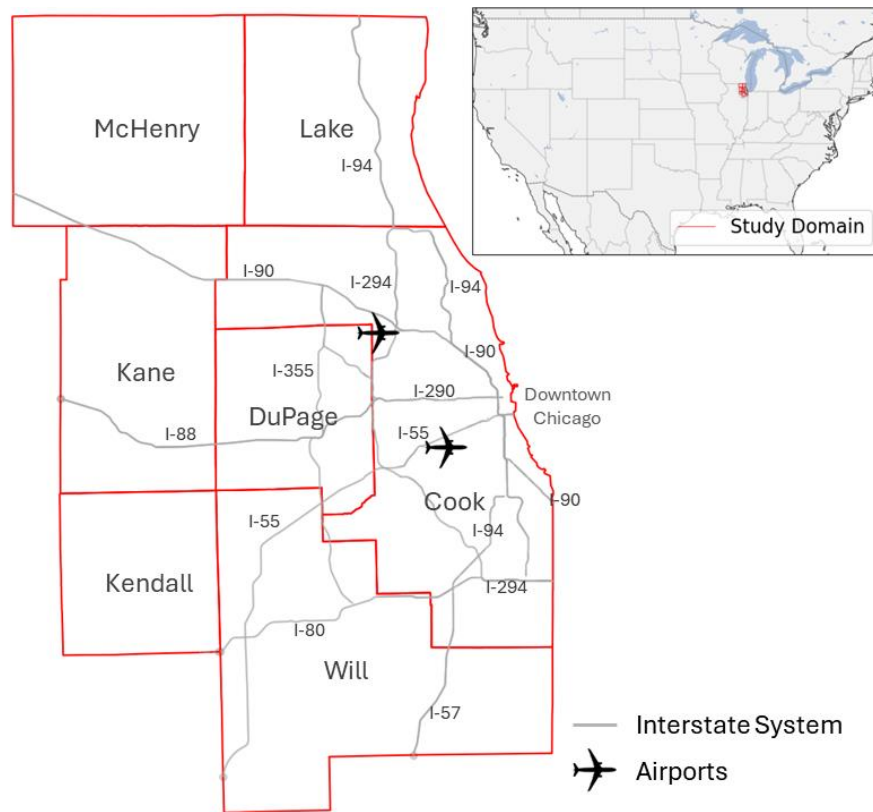 McHenry
Lake
I-94
Study Domain
I-90
I-294
I-94
I-90
Kane
I-355
I-290
Downtown
Chicago
DuPage
I-88
I-55
Cook
I-90
I-55
I-94
Kendall
I-294
I-80
Will
I-57
Interstate System
Airports